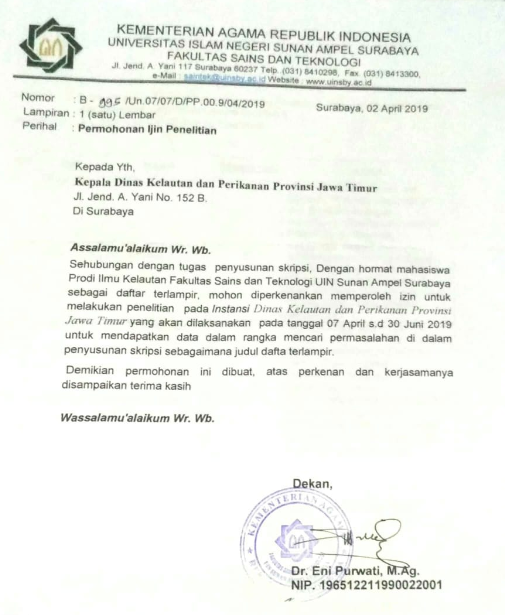 KEMENTERIAN AGAMA REPUBLIK INDONESIA
UNIVERSITAS ISLAM NEGERI SUNAN AMPEL SURABAYA
FAKULTAS SAINS DAN TEKNOLOGI
Jl. Jend. A. Yani 117 Surabaya 60237 Telp. (031) 8410298, Fax. (031) 8413300,
e-Mail : saintek@uinsby.ac.id Website : www.uinsby.ac.id
Nomor : B - /Un.07/07/D/PP.00.9/04/2019
Surabaya, 02 April 2019
Lampiran : 1 (satu) Lembar
Perihal : Permohonan Ijin Penelitian
Kepada Yth,
Kepala Dinas Kelautan dan Perikanan Provinsi Jawa Timur
Jl. Jend. A. Yani No. 152 B.
Di Surabaya
Assalamu'alaikum Wr. Wb.
Sehubungan dengan tugas penyusunan skripsi, Dengan hormat mahasiswa
Prodi Ilmu Kelautan Fakultas Sains dan Teknologi UIN Sunan Ampel Surabaya
sebagai daftar terlampir, mohon diperkenankan memperoleh izin untuk
melakukan penelitian pada Instansi Dinas Kelautan dan Perikanan Provinsi
Jawa Timur yang akan dilaksanakan pada tanggal 07 April s.d 30 Juni 2019
untuk mendapatkan data dalam rangka mencari permasalahan di dalam
penyusunan skripsi sebagaimana judul dafta terlampir.
Demikian permohonan ini dibuat, atas perkenan dan kerjasamanya
disampaikan terima kasih
Wassalamu'alaikum Wr. Wb.
Dekan,
KEMENTERIAN AGAMA
Dr. Eni Purwati, M.Ag.
NIP. 196512211990022001